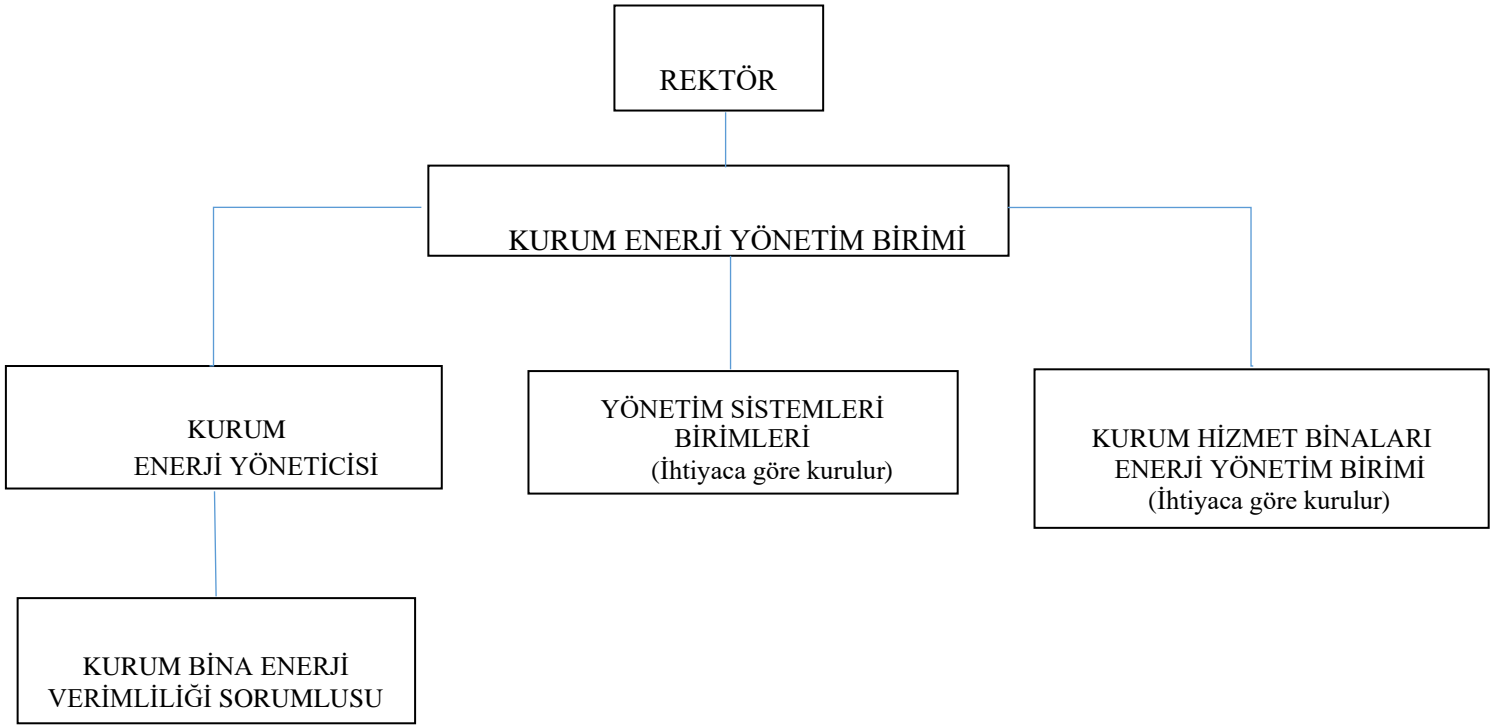 REKTÖR
KURUM ENERJİ YÖNETİM BİRİMİ
KURUM
ENERJİ YÖNETİCİSİ
YÖNETİM SİSTEMLERİ
BİRİMLERİ
(İhtiyaca göre kurulur)
KURUM HİZMET BİNALARI
ENERJİ YÖNETİM BİRİMİ
(İhtiyaca göre kurulur)
KURUM BİNA ENERJİ
VERİMLİLİĞİ SORUMLUSU